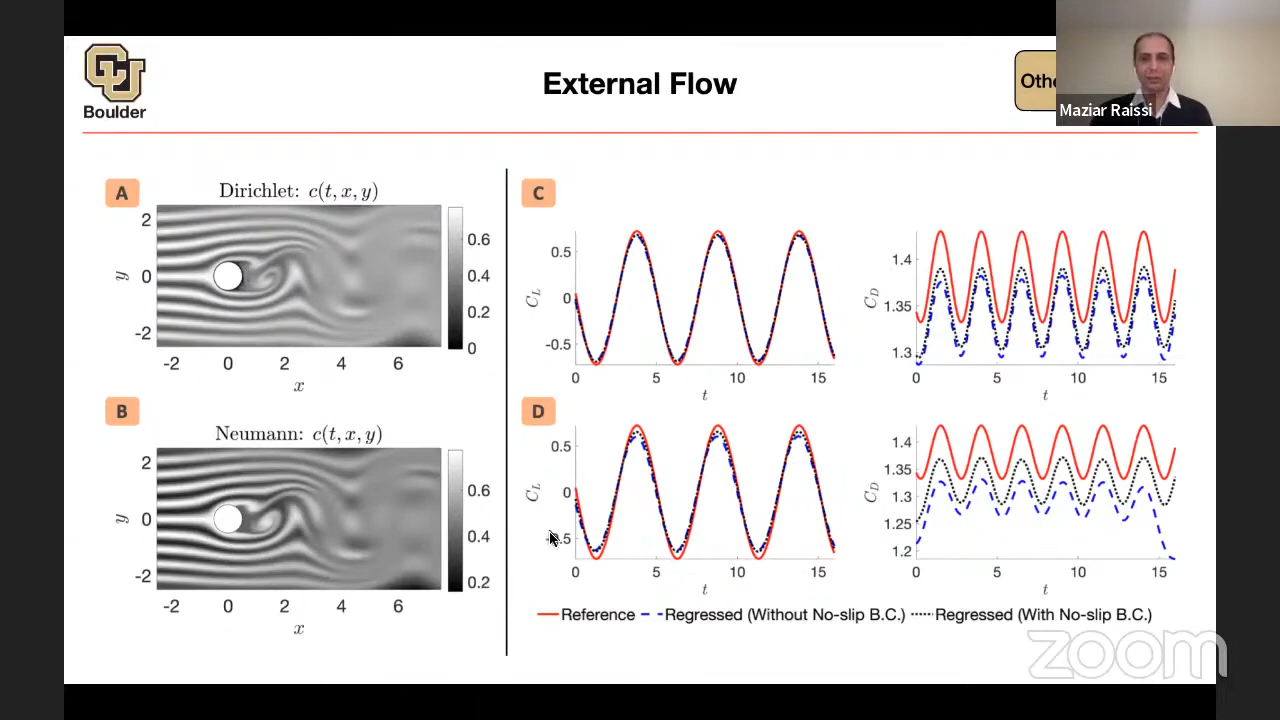 CU
Boulder
External Flow
Othe
Maziar Raissi
A
Dirichlet: c(t, x, y)
2
0
-2
y
-2 0 2 4 6
x
0.6
0.4
0.2
0
B
Neumann: c(t, x, y)
2
0
-2
y
-2 0 2 4 6
x
0.6
0.4
0.2
C
0.5
0
-0.5
C_L
0 5 10 15
t
1.4
1.35
1.3
C_D
0 5 10 15
t
D
0.5
0
C_L
0 5 10 15
t
1.4
1.35
1.3
1.25
1.2
C_D
0 5 10 15
t
Reference Regressed (Without No-slip B.C.) Regressed (With No-slip B.C.)
zoom